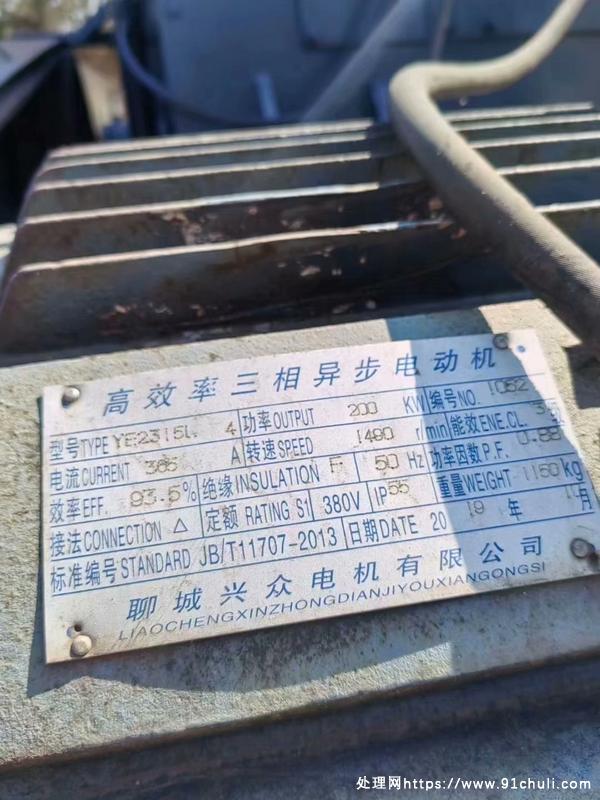 高效率三相异步电动机
型号TYPE YE2315L 4 功率OUTPUT 200 KW 编号NO. 1052
电流CURRENT 365 A 转速SPEED 1490 r/min 能效ENE.CL. 3
效率EFF. 93.5% 绝缘INSULATION F 50 Hz 功率因数P.F. 0.88
接法CONNECTION △ 定额 RATING S1 380V IP55 重量WEIGHT 1160 kg
标准编号STANDARD JB/T11707-2013 日期DATE 20 19 年 月
聊城兴众电机有限公司
LIAOCHENGXINZHONGDIANJIYOUXIANGONGSI
处理网https://www.91chuli.com